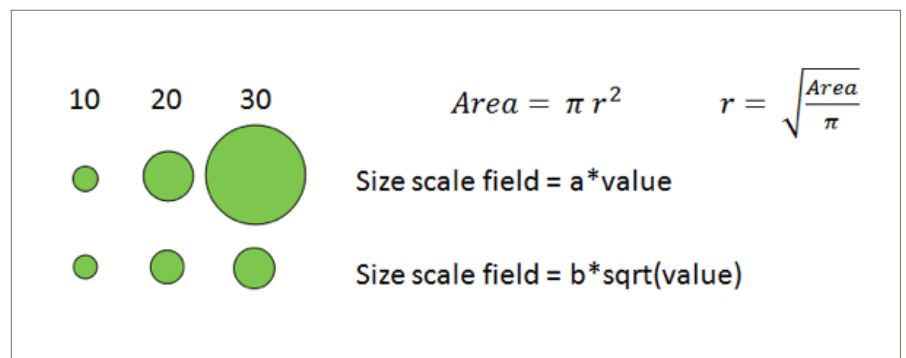 10 20 30
Area = π r²
r = √(Area/π)
Size scale field = a*value
Size scale field = b*sqrt(value)